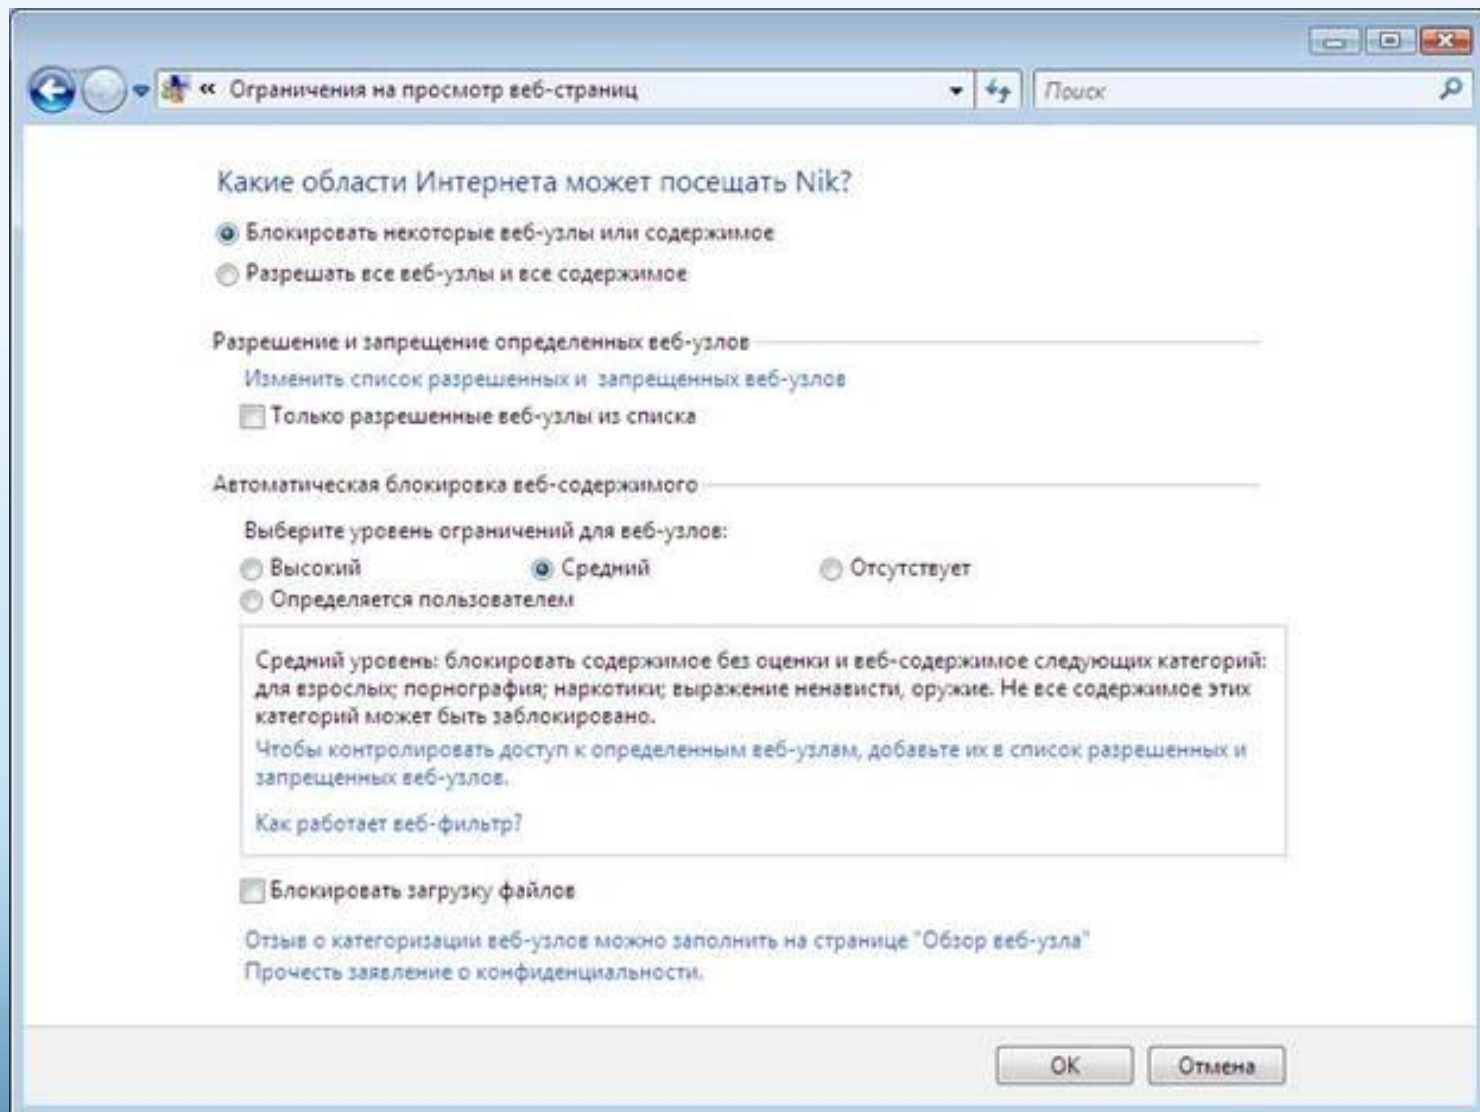 « Ограничения на просмотр веб-страниц
Поиск
Какие области Интернета может посещать Nik?
Блокировать некоторые веб-узлы или содержимое
Разрешать все веб-узлы и все содержимое
Разрешение и запрещение определенных веб-узлов
Изменить список разрешенных и запрещенных веб-узлов
Только разрешенные веб-узлы из списка
Автоматическая блокировка веб-содержимого
Выберите уровень ограничений для веб-узлов:
Высокий Средний Отсутствует
Определяется пользователем
Средний уровень: блокировать содержимое без оценки и веб-содержимое следующих категорий:
для взрослых; порнография; наркотики; выражение ненависти, оружие. Не все содержимое этих
категорий может быть заблокировано.
Чтобы контролировать доступ к определенным веб-узлам, добавьте их в список разрешенных и
запрещенных веб-узлов.
Как работает веб-фильтр?
Блокировать загрузку файлов
Отзыв о категоризации веб-узлов можно заполнить на странице "Обзор веб-узла"
Прочесть заявление о конфиденциальности.
OK Отмена